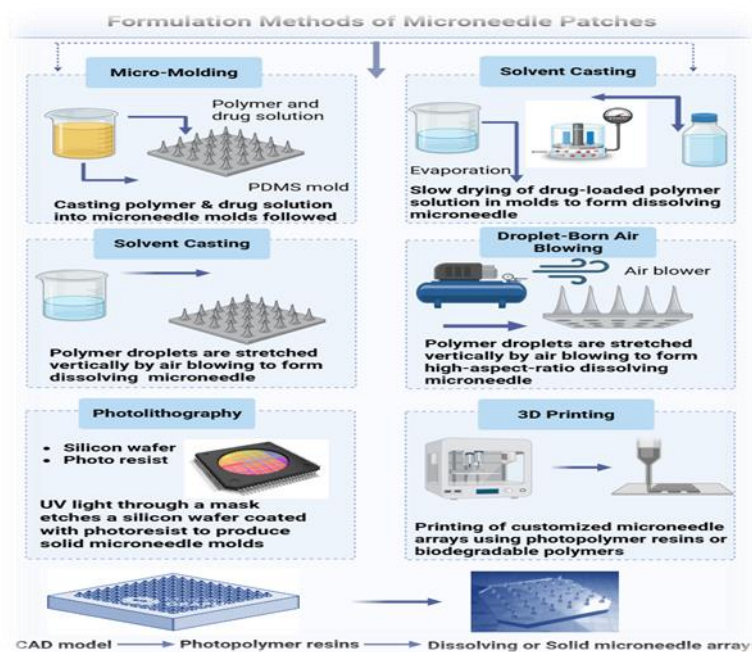 Formulation Methods of Microneedle Patches
Micro-Molding
Polymer and
drug solution
PDMS mold
Casting polymer & drug solution
into microneedle molds followed
Solvent Casting
Evaporation
Slow drying of drug-loaded polymer
solution in molds to form dissolving
microneedle
Solvent Casting
Polymer droplets are stretched
vertically by air blowing to form
dissolving microneedle
Droplet-Born Air
Blowing
Air blower
Polymer droplets are stretched
vertically by air blowing to form
high-aspect-ratio dissolving
microneedle
Photolithography
• Silicon wafer
• Photo resist
UV light through a mask
etches a silicon wafer coated
with photoresist to produce
solid microneedle molds
3D Printing
Printing of customized microneedle
arrays using photopolymer resins or
biodegradable polymers
CAD model Photopolymer resins Dissolving or Solid microneedle array